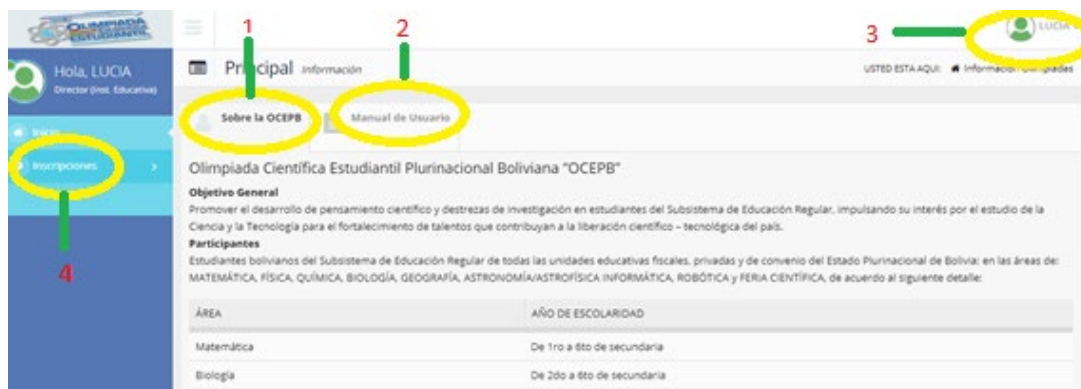 1
2
3
OLIMPIADA
ESTUDIANTIL
LUCIA
Hola, LUCIA
Director (Inst. Educativa)
Principal Información
USTED ESTA AQUI: Información Olimpiadas
Sobre la OCEPB
Manual de Usuario
Inicio
Inscripciones
4
Olimpiada Científica Estudiantil Plurinacional Boliviana "OCEPB"
Objetivo General
Promover el desarrollo de pensamiento científico y destrezas de investigación en estudiantes del Subsistema de Educación Regular, impulsando su interés por el estudio de la
Ciencia y la Tecnología para el fortalecimiento de talentos que contribuyan a la liberación científico – tecnológica del país.
Participantes
Estudiantes bolivianos del Subsistema de Educación Regular de todas las unidades educativas fiscales, privadas y de convenio del Estado Plurinacional de Bolivia; en las áreas de:
MATEMÁTICA, FÍSICA, QUÍMICA, BIOLOGÍA, GEOGRAFÍA, ASTRONOMÍA/ASTROFÍSICA INFORMÁTICA, ROBÓTICA y FERIA CIENTÍFICA, de acuerdo al siguiente detalle:
ÁREA
AÑO DE ESCOLARIDAD
Matemática
De 1ro a 6to de secundaria
Biología
De 2do a 6to de secundaria